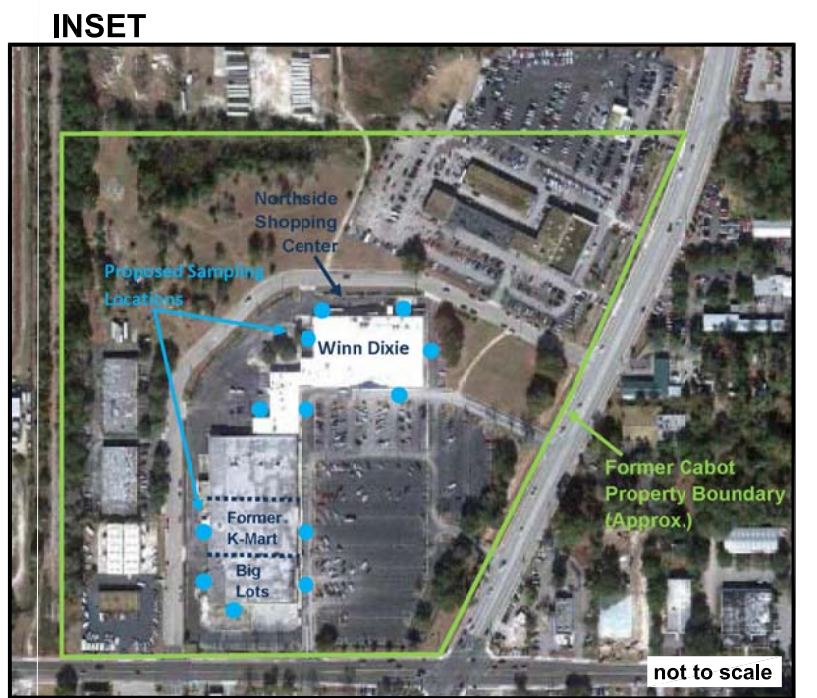 INSET
Northside
Shopping
Center
Proposed Sampling
Locations
Winn Dixie
Former Cabot
Property Boundary
(Approx.)
Former
K-Mart
Big
Lots
not to scale